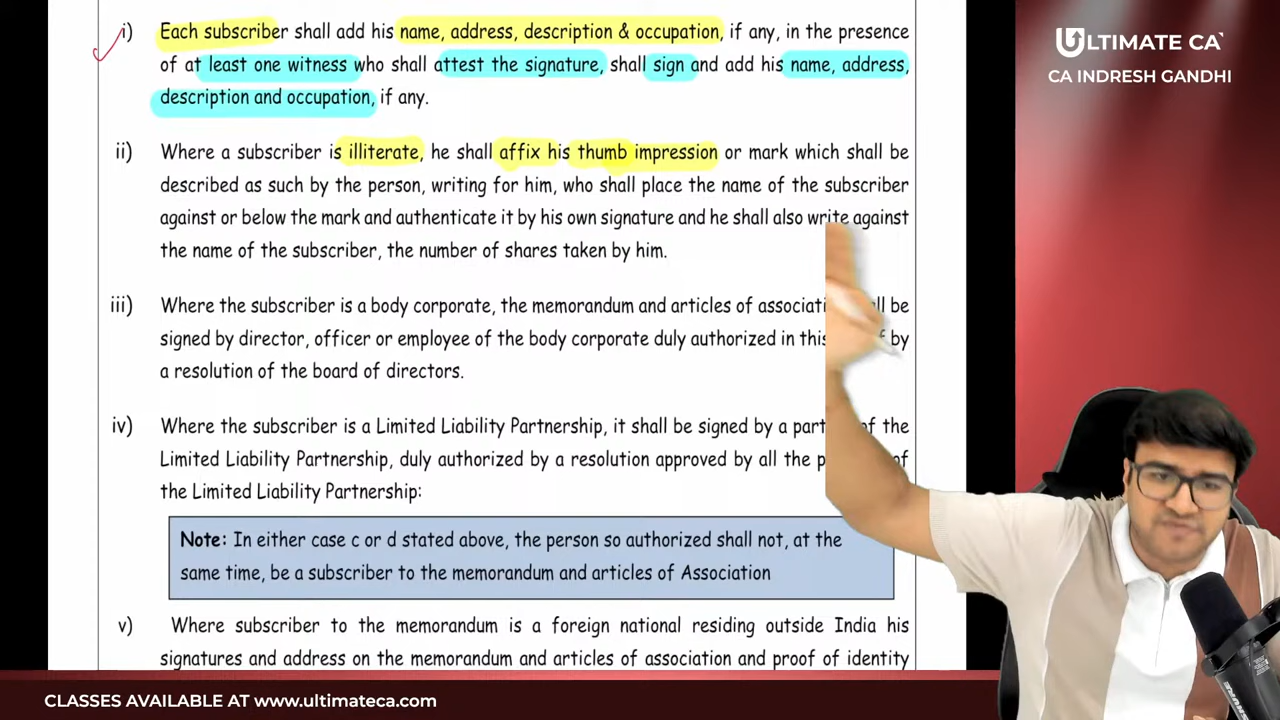 i) Each subscriber shall add his name, address, description & occupation, if any, in the presence
of at least one witness who shall attest the signature, shall sign and add his name, address,
description and occupation, if any.
ii) Where a subscriber is illiterate, he shall affix his thumb impression or mark which shall be
described as such by the person, writing for him, who shall place the name of the subscriber
against or below the mark and authenticate it by his own signature and he shall also write against
the name of the subscriber, the number of shares taken by him.
iii) Where the subscriber is a body corporate, the memorandum and articles of be
signed by director, officer or employee of the body corporate duly authorized in this by
a resolution of the board of directors.
iv) Where the subscriber is a Limited Liability Partnership, it shall be signed by a of the
Limited Liability Partnership, duly authorized by a resolution approved by all the of
the Limited Liability Partnership:
Note: In either case c or d stated above, the person so authorized shall not, at the
same time, be a subscriber to the memorandum and articles of Association
v) Where subscriber to the memorandum is a foreign national residing outside India his
signatures and address on the memorandum and articles of association and proof of identity
ULTIMATE CA
CA INDRESH GANDHI
CLASSES AVAILABLE AT www.ultimateca.com